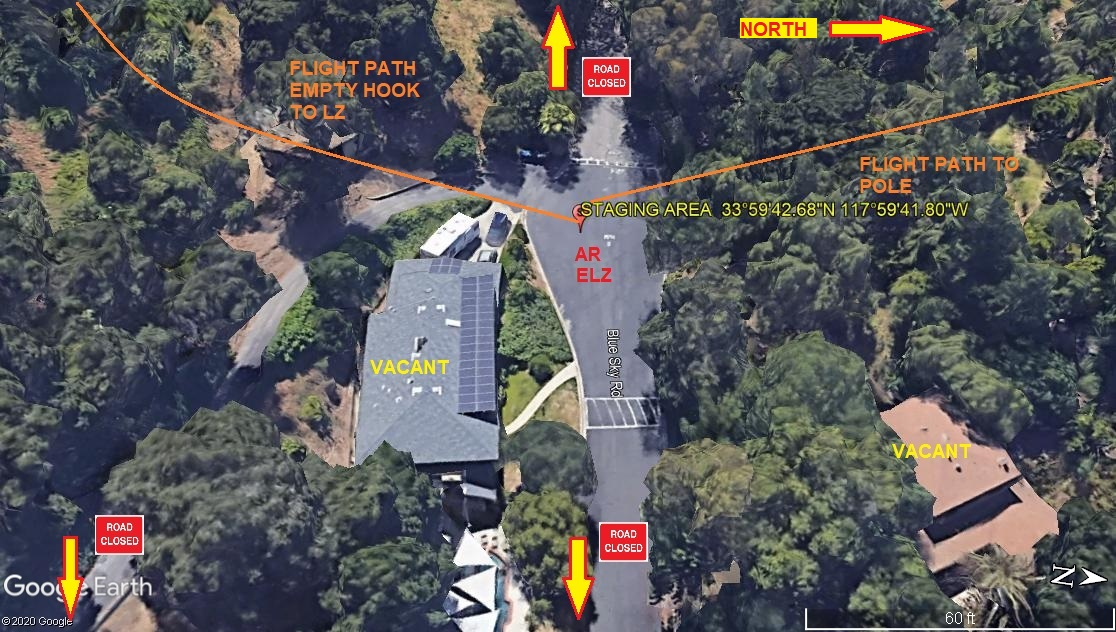 NORTH
FLIGHT PATH
EMPTY HOOK
TO LZ
ROAD
CLOSED
FLIGHT PATH TO
POLE
STAGING AREA 33°59'42.68"N 117°59'41.80"W
AR
ELZ
Blue Sky Rd
VACANT
VACANT
ROAD
CLOSED
ROAD
CLOSED
Google Earth
N
©2020 Google
60 ft